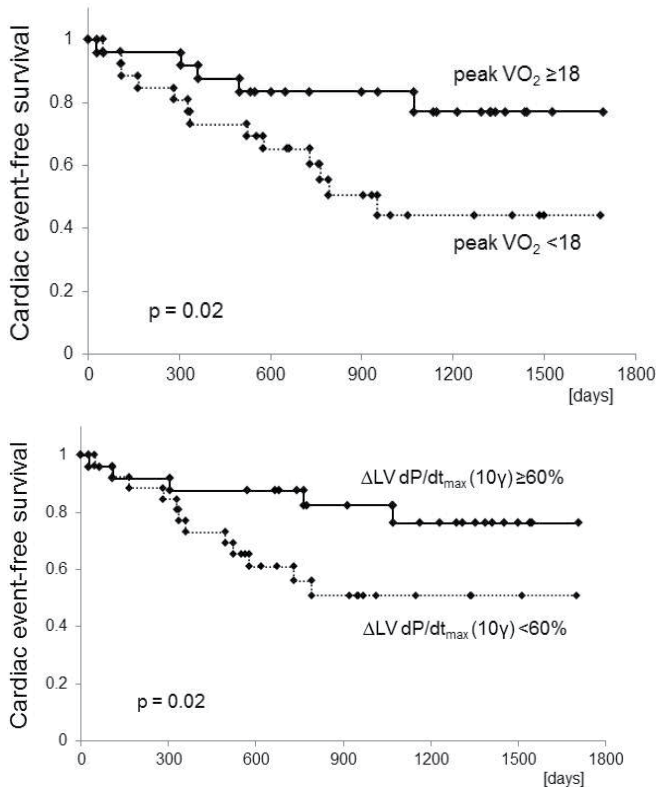 Cardiac event-free survival
1
0.8
0.6
0.4
0.2
0
peak VO₂ ≥18
peak VO₂ <18
p = 0.02
0 300 600 900 1200 1500 1800
[days]
Cardiac event-free survival
1
0.8
0.6
0.4
0.2
0
ΔLV dP/dtₘₐₓ (10γ) ≥60%
ΔLV dP/dtₘₐₓ (10γ) <60%
p = 0.02
0 300 600 900 1200 1500 1800
[days]